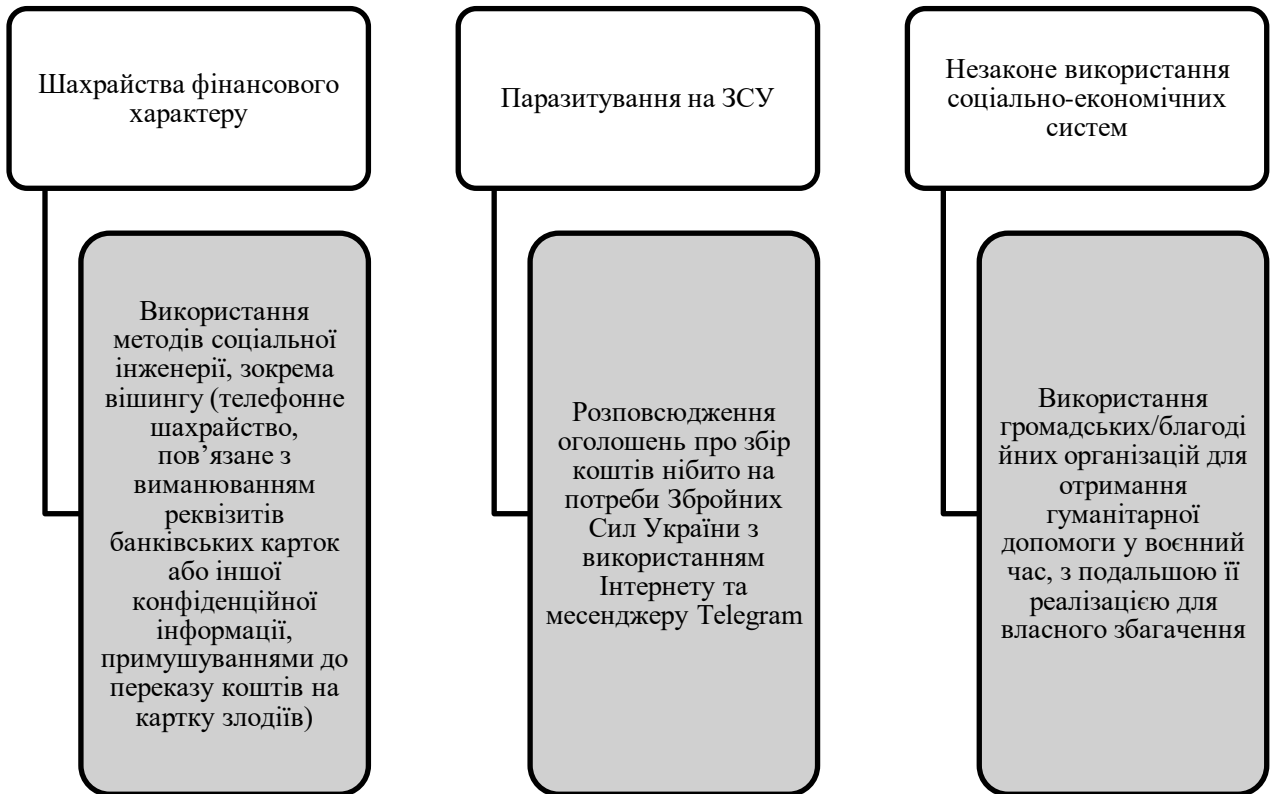 Шахрайства фінансового
характеру
Використання
методів соціальної
інженерії, зокрема
вішингу (телефонне
шахрайство,
пов’язане з
виманюванням
реквізитів
банківських карток
або іншої
конфіденційної
інформації,
примушуваннями до
переказу коштів на
картку злодіїв)
Паразитування на ЗСУ
Розповсюдження
оголошень про збір
коштів нібито на
потреби Збройних
Сил України з
використанням
Інтернету та
месенджеру Telegram
Незаконе використання
соціально-економічних
систем
Використання
громадських/благоді
йних організацій для
отримання
гуманітарної
допомоги у воєнний
час, з подальшою її
реалізацією для
власного збагачення